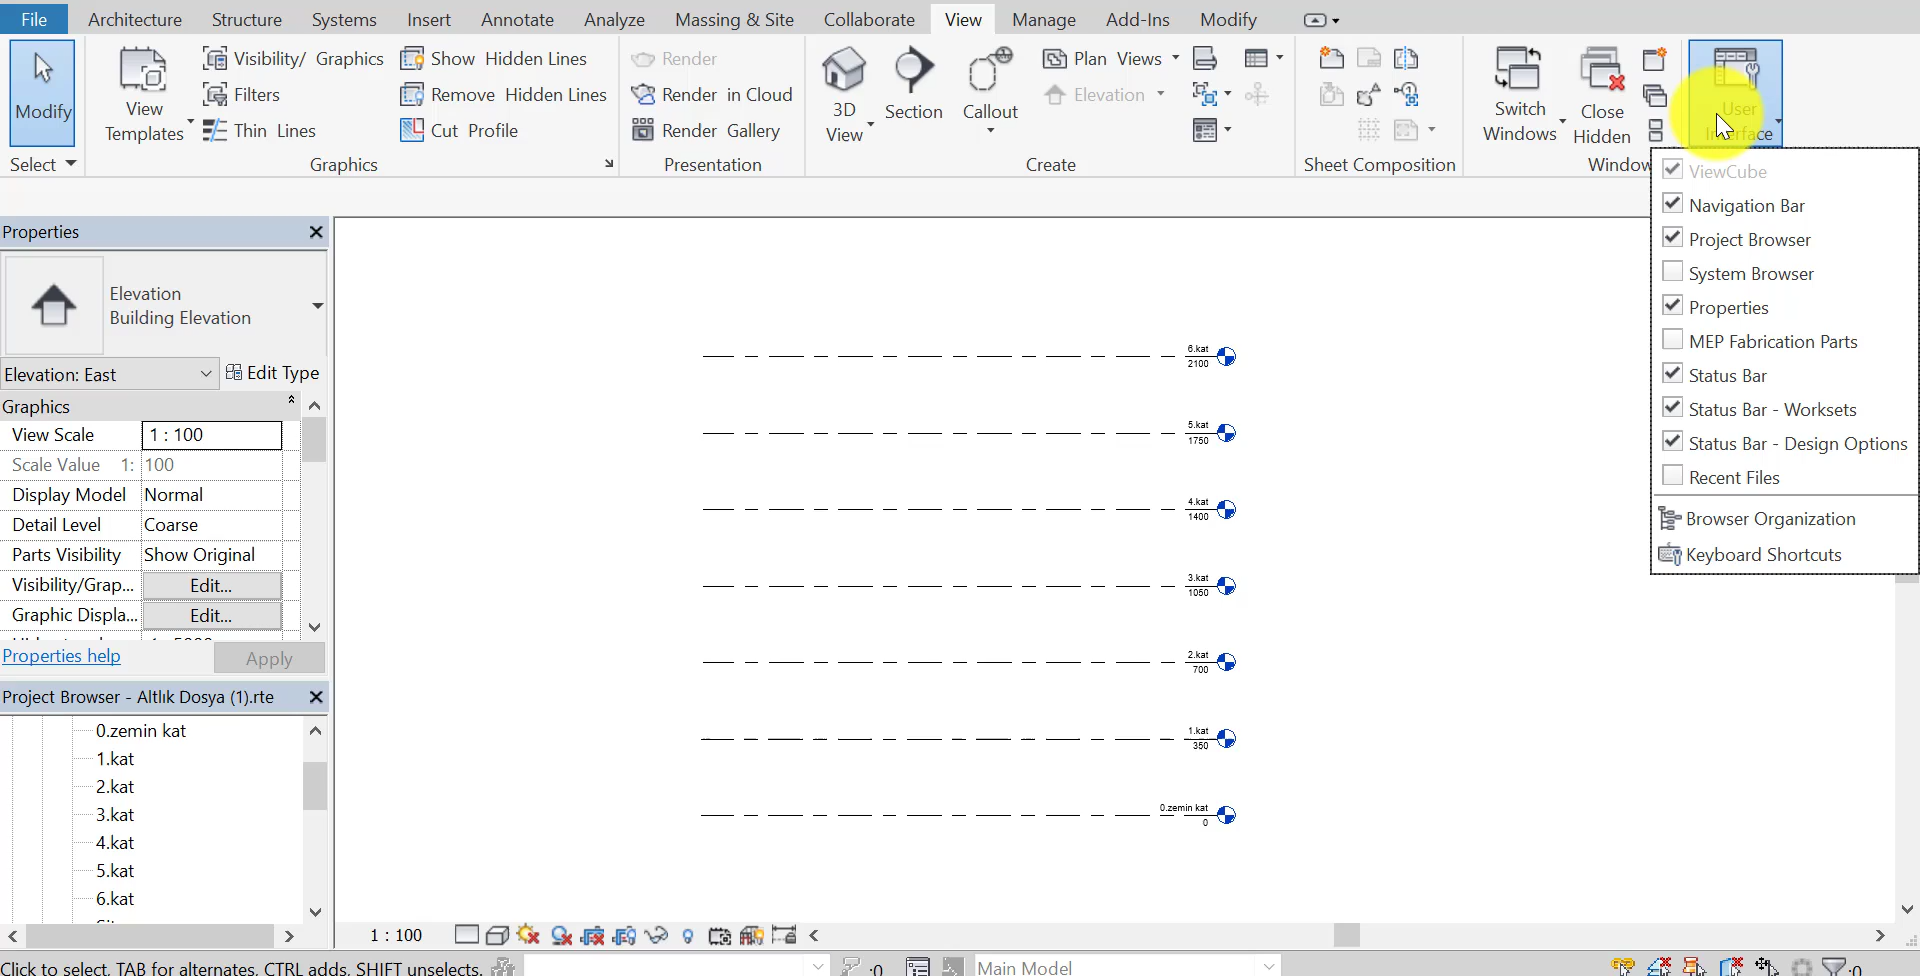 File Architecture Structure Systems Insert Annotate Analyze Massing & Site Collaborate View Manage Add-Ins Modify
Modify
Select
View
Templates
Visibility/ Graphics
Filters
Thin Lines
Show Hidden Lines
Remove Hidden Lines
Cut Profile
Graphics
Render
Render in Cloud
Render Gallery
Presentation
3D
View
Section
Callout
Plan Views
Elevation
Create
Sheet Composition
Switch
Windows
Close
Hidden
User
Interface
ViewCube
Navigation Bar
Project Browser
System Browser
Properties
MEP Fabrication Parts
Status Bar
Status Bar - Worksets
Status Bar - Design Options
Recent Files
Browser Organization
Keyboard Shortcuts
Properties
Elevation
Building Elevation
Elevation: East
Edit Type
Graphics
View Scale 1 : 100
Scale Value 1: 100
Display Model Normal
Detail Level Coarse
Parts Visibility Show Original
Visibility/Grap... Edit...
Graphic Displa... Edit...
Properties help
Apply
Project Browser - Altlık Dosya (1).rte
0.zemin kat
1.kat
2.kat
3.kat
4.kat
5.kat
6.kat
6.kat
2100
5.kat
1750
4.kat
1400
3.kat
1050
2.kat
700
1.kat
350
0.zemin kat
0
1 : 100
Click to select, TAB for alternates, CTRL adds, SHIFT unselects.
:0
Main Model
:0